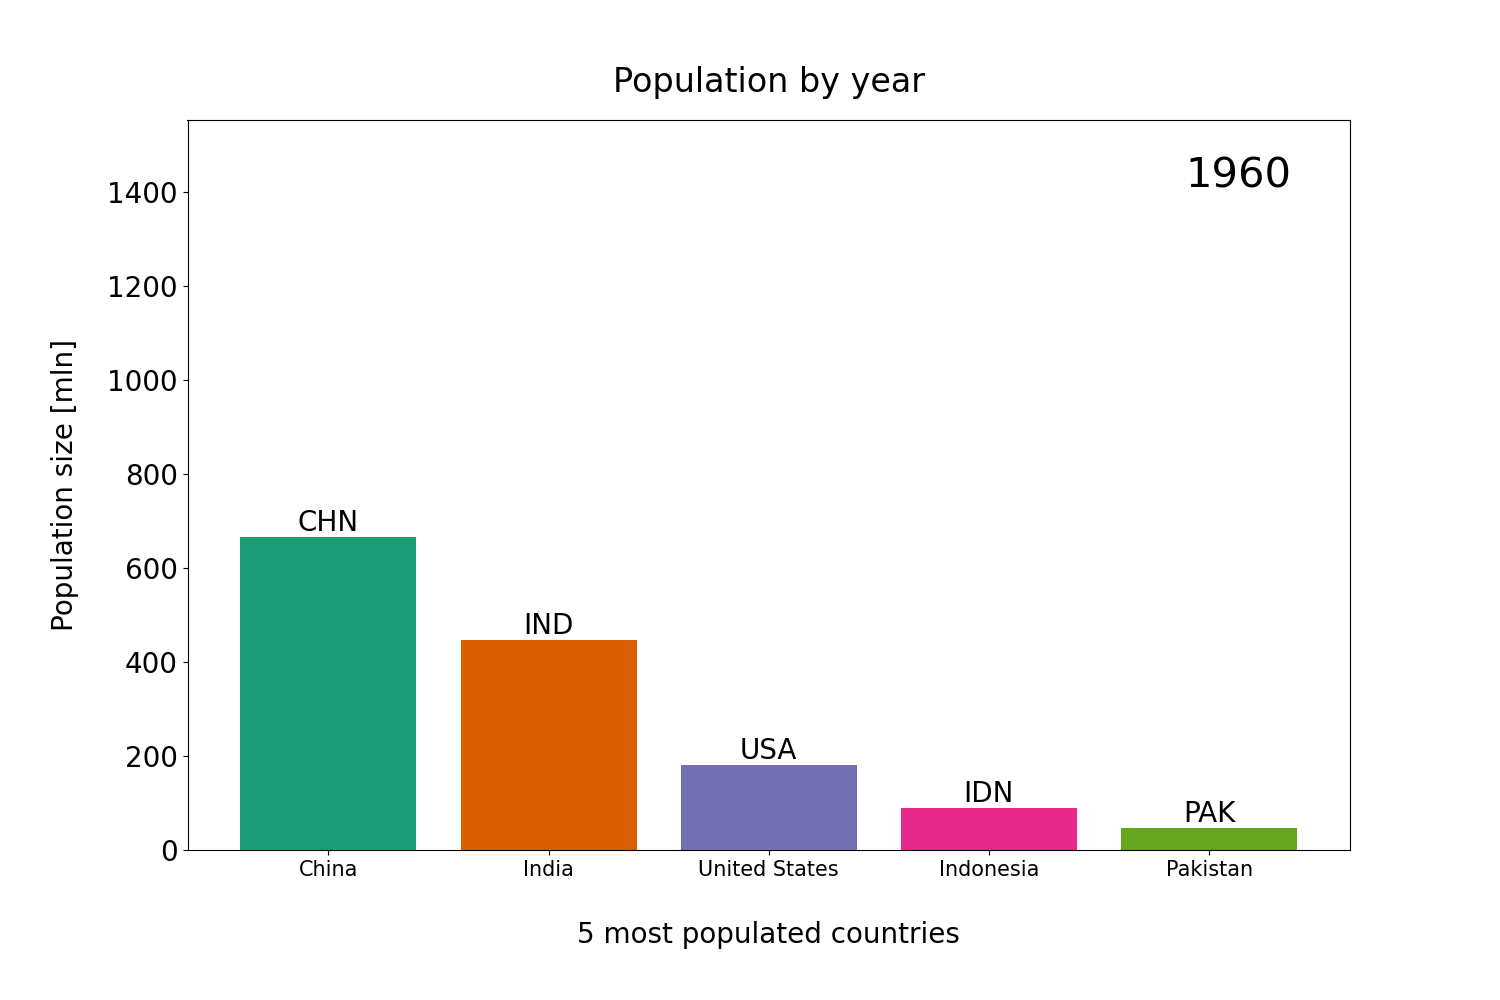 Population by year
1960
Population size [mln]
1400
1200
1000
800
600
400
200
0
CHN
IND
USA
IDN
PAK
China
India
United States
Indonesia
Pakistan
5 most populated countries